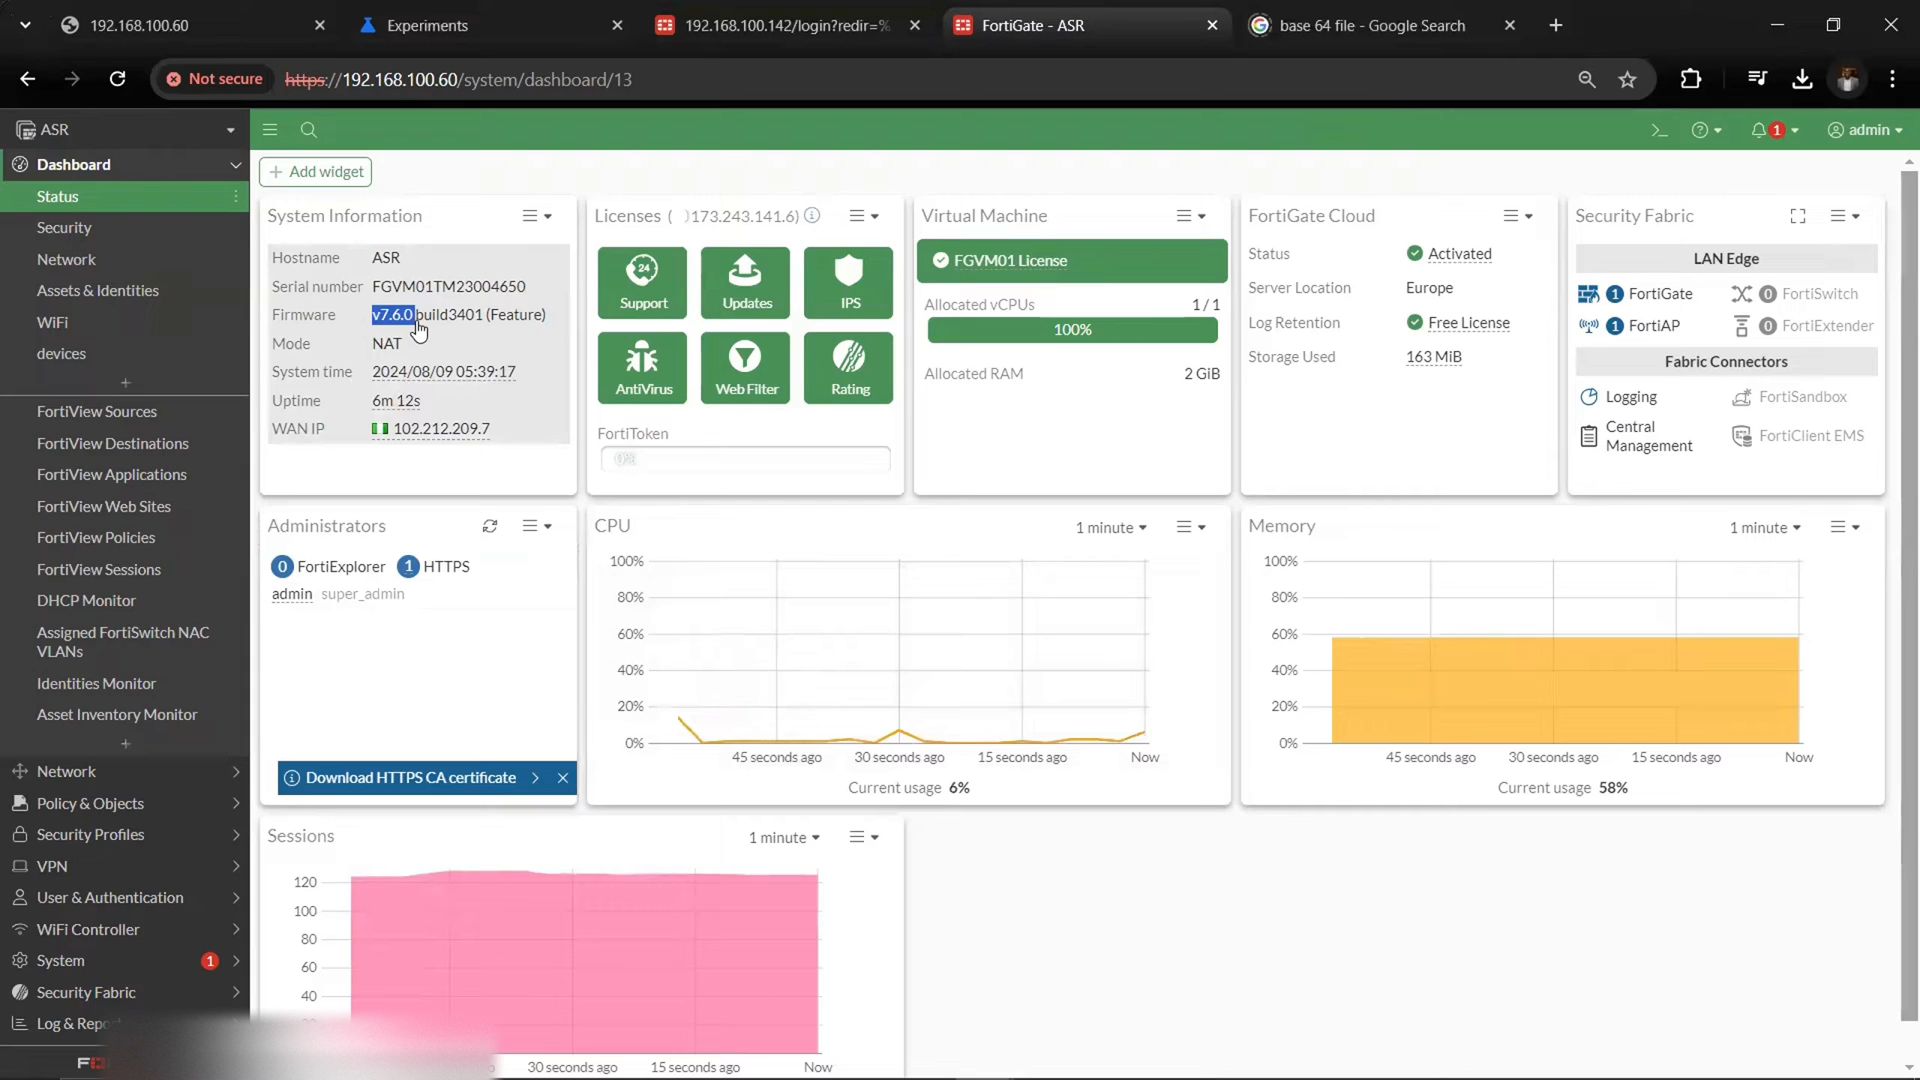 192.168.100.60
Experiments
192.168.100.142/login?redir=%
FortiGate - ASR
base 64 file - Google Search
Not secure
https://192.168.100.60/system/dashboard/13
ASR
1
admin
Dashboard
Status
Security
Network
Assets & Identities
WiFi
devices
FortiView Sources
FortiView Destinations
FortiView Applications
FortiView Web Sites
FortiView Policies
FortiView Sessions
DHCP Monitor
Assigned FortiSwitch NAC
VLANs
Identities Monitor
Asset Inventory Monitor
Network
Policy & Objects
Security Profiles
VPN
User & Authentication
WiFi Controller
System 1
Security Fabric
Log &
Add widget
System Information
Hostname ASR
Serial number FGVM01TM23004650
Firmware v7.6.0 build3401 (Feature)
Mode NAT
System time 2024/08/09 05:39:17
Uptime 6m 12s
WAN IP 102.212.209.7
Licenses ( )173.243.141.6)
24
Support
Updates
IPS
AntiVirus
Web Filter
Rating
FortiToken
0%
Virtual Machine
FGVM01 License
Allocated vCPUs 1 / 1
100%
Allocated RAM 2 GiB
FortiGate Cloud
Status Activated
Server Location Europe
Log Retention Free License
Storage Used 163 MiB
Security Fabric
LAN Edge
1 FortiGate 0 FortiSwitch
1 FortiAP 0 FortiExtender
Fabric Connectors
Logging FortiSandbox
Central
Management
FortiClient EMS
Administrators
0 FortiExplorer 1 HTTPS
admin super_admin
Download HTTPS CA certificate
CPU
1 minute
100%
80%
60%
40%
20%
0%
45 seconds ago 30 seconds ago 15 seconds ago Now
Current usage 6%
Memory
1 minute
100%
80%
60%
40%
20%
0%
45 seconds ago 30 seconds ago 15 seconds ago Now
Current usage 58%
Sessions
1 minute
120
100
80
60
40
30 seconds ago 15 seconds ago Now